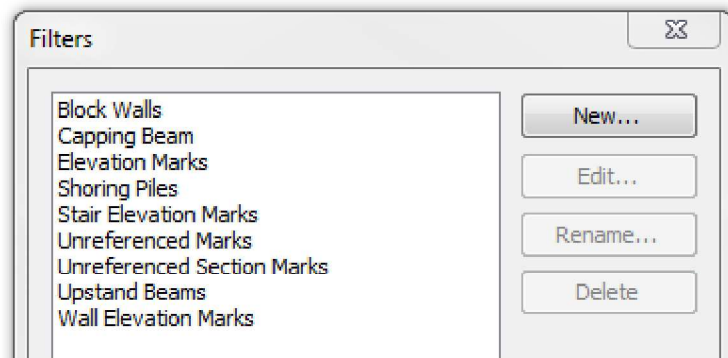 Filters
Block Walls
Capping Beam
Elevation Marks
Shoring Piles
Stair Elevation Marks
Unreferenced Marks
Unreferenced Section Marks
Upstand Beams
Wall Elevation Marks
New...
Edit...
Rename...
Delete